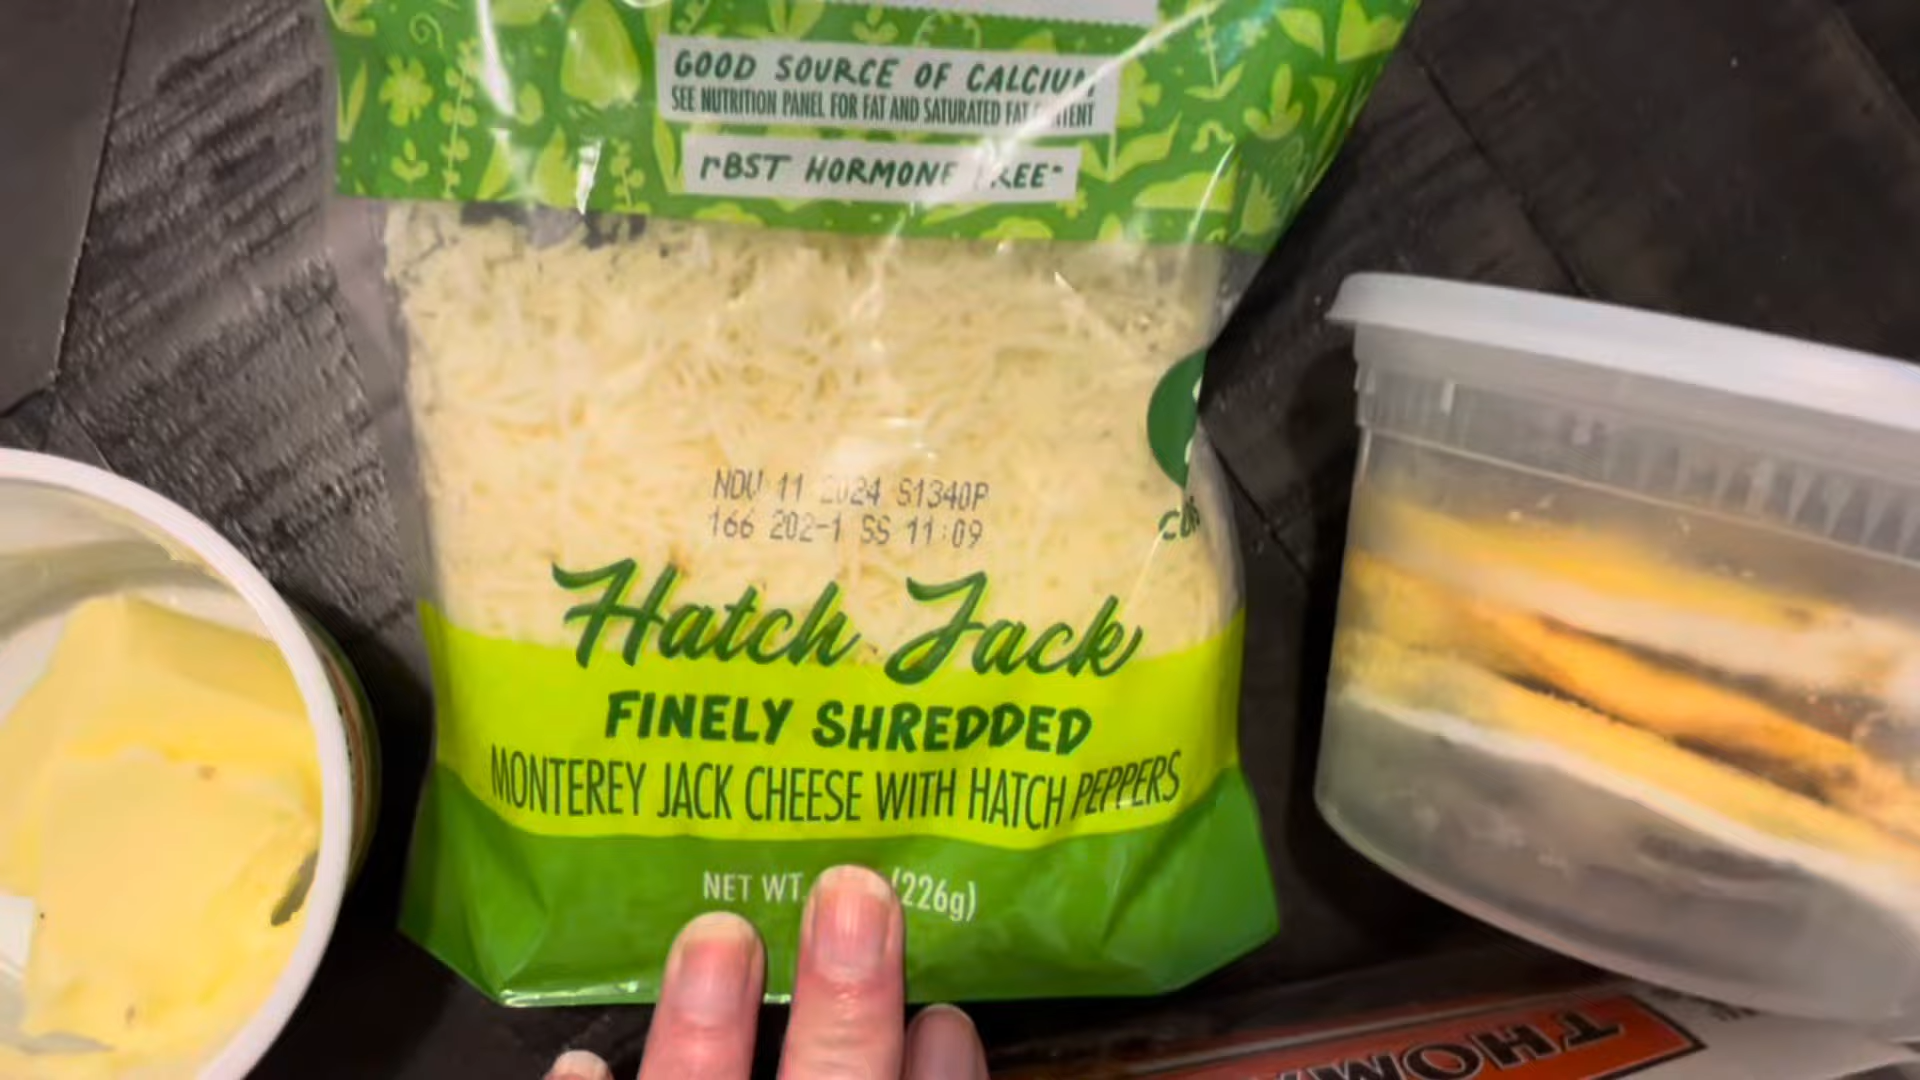 GOOD SOURCE OF CALCIUM
SEE NUTRITION PANEL FOR FAT AND SATURATED FAT
rBST HORMONE FREE*
NOV 11 2024 S1340P
166 202-1 SS 11:09
Hatch Jack
FINELY SHREDDED
MONTEREY JACK CHEESE WITH HATCH PEPPERS
NET WT. (226g)
THOM